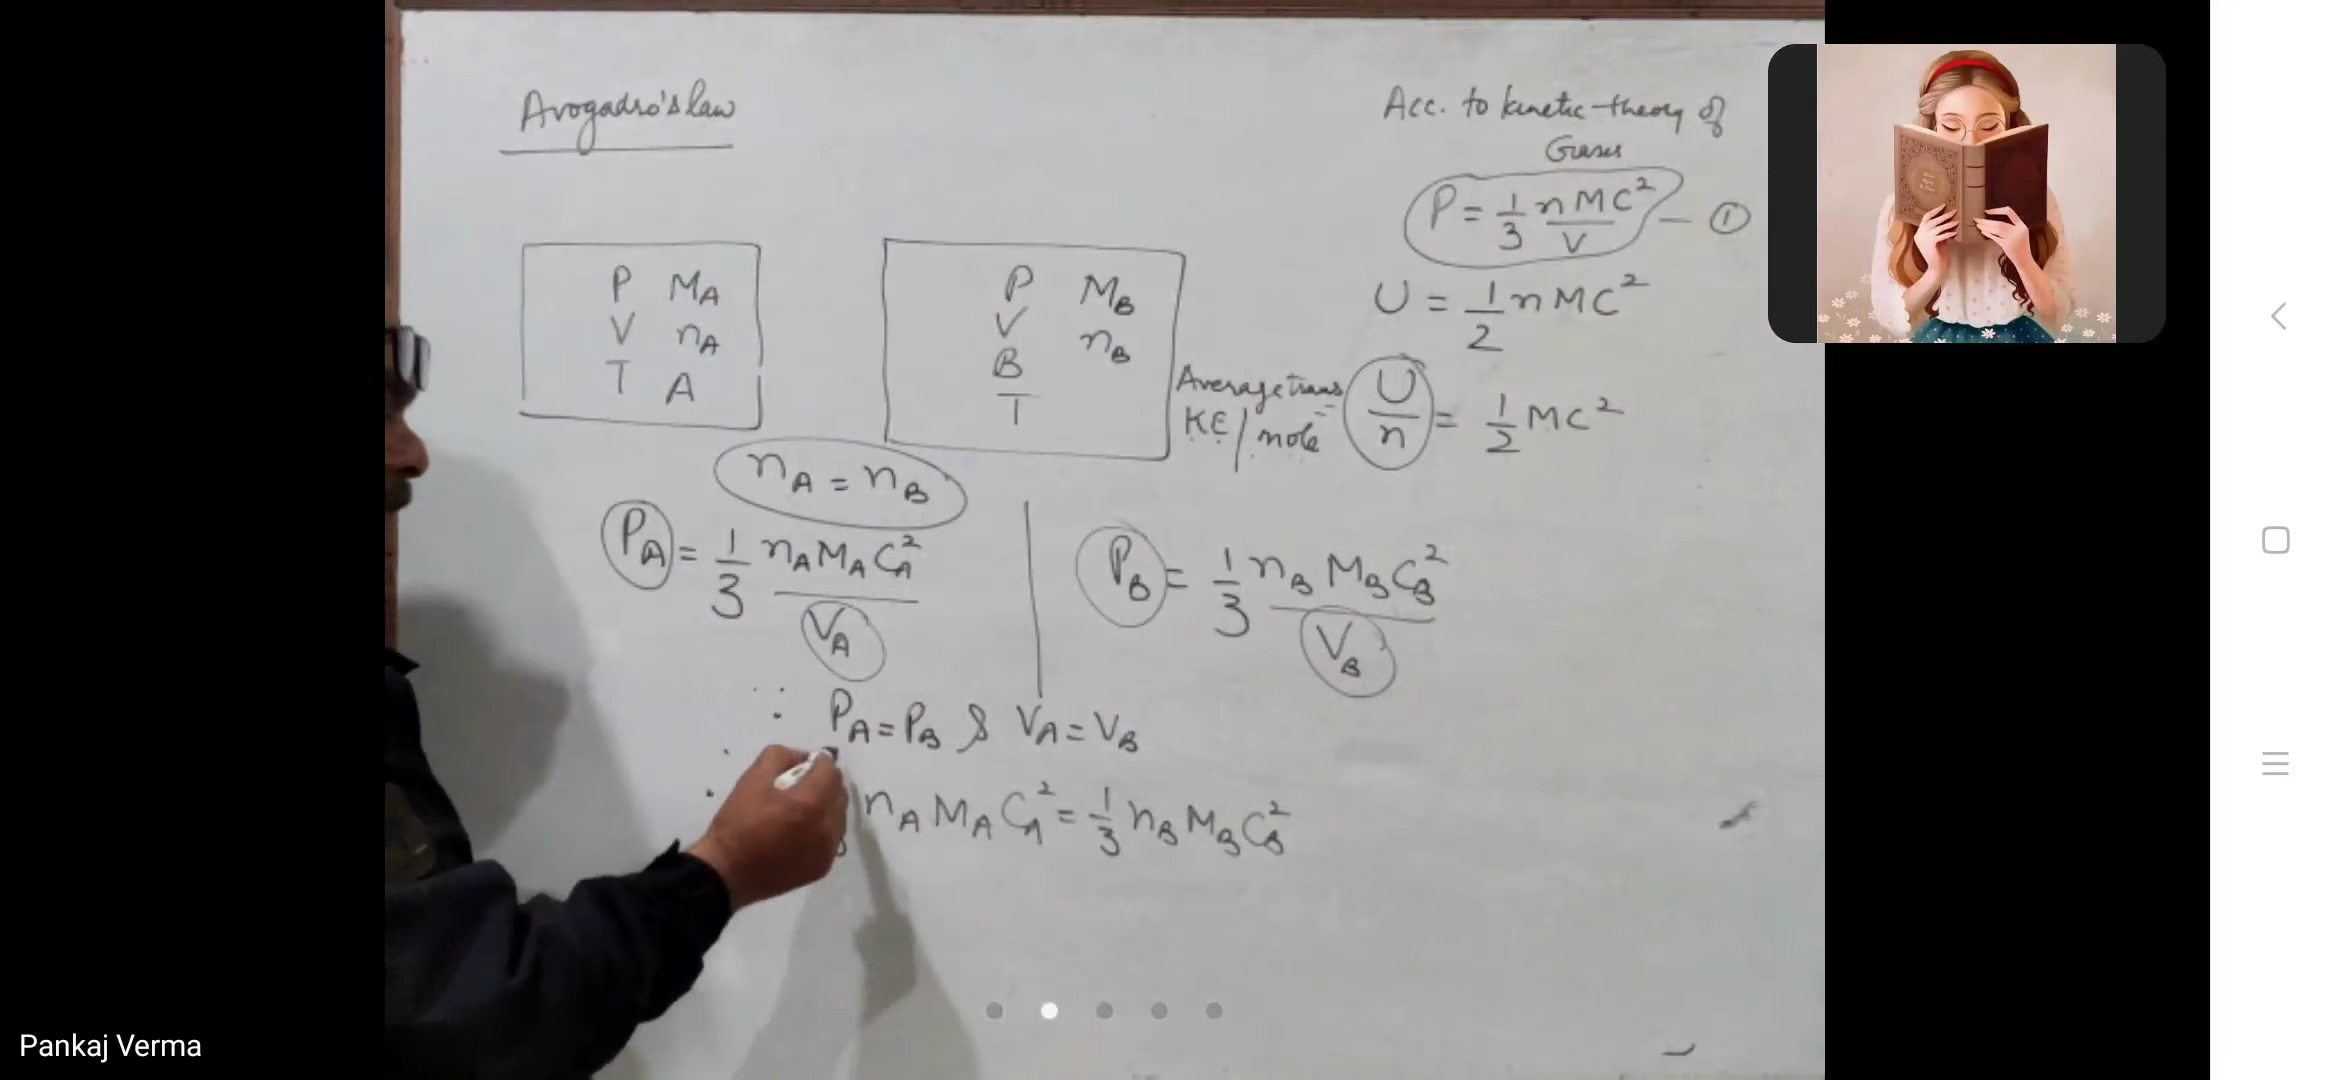 Avogadro's law
Acc. to kinetic theory of
Gases
P = 1/3 nMC²/V — ①
U = 1/2 nMC²
P MA
V nA
T A
P MB
V nB
B
T
Average trans
KE/mole
U/n = 1/2 MC²
nA = nB
PA = 1/3 nA MA CA²/VA
PB = 1/3 nB MB CB²/VB
∵ PA = PB & VA = VB
nA MA CA² = 1/3 nB MB CB²
Pankaj Verma